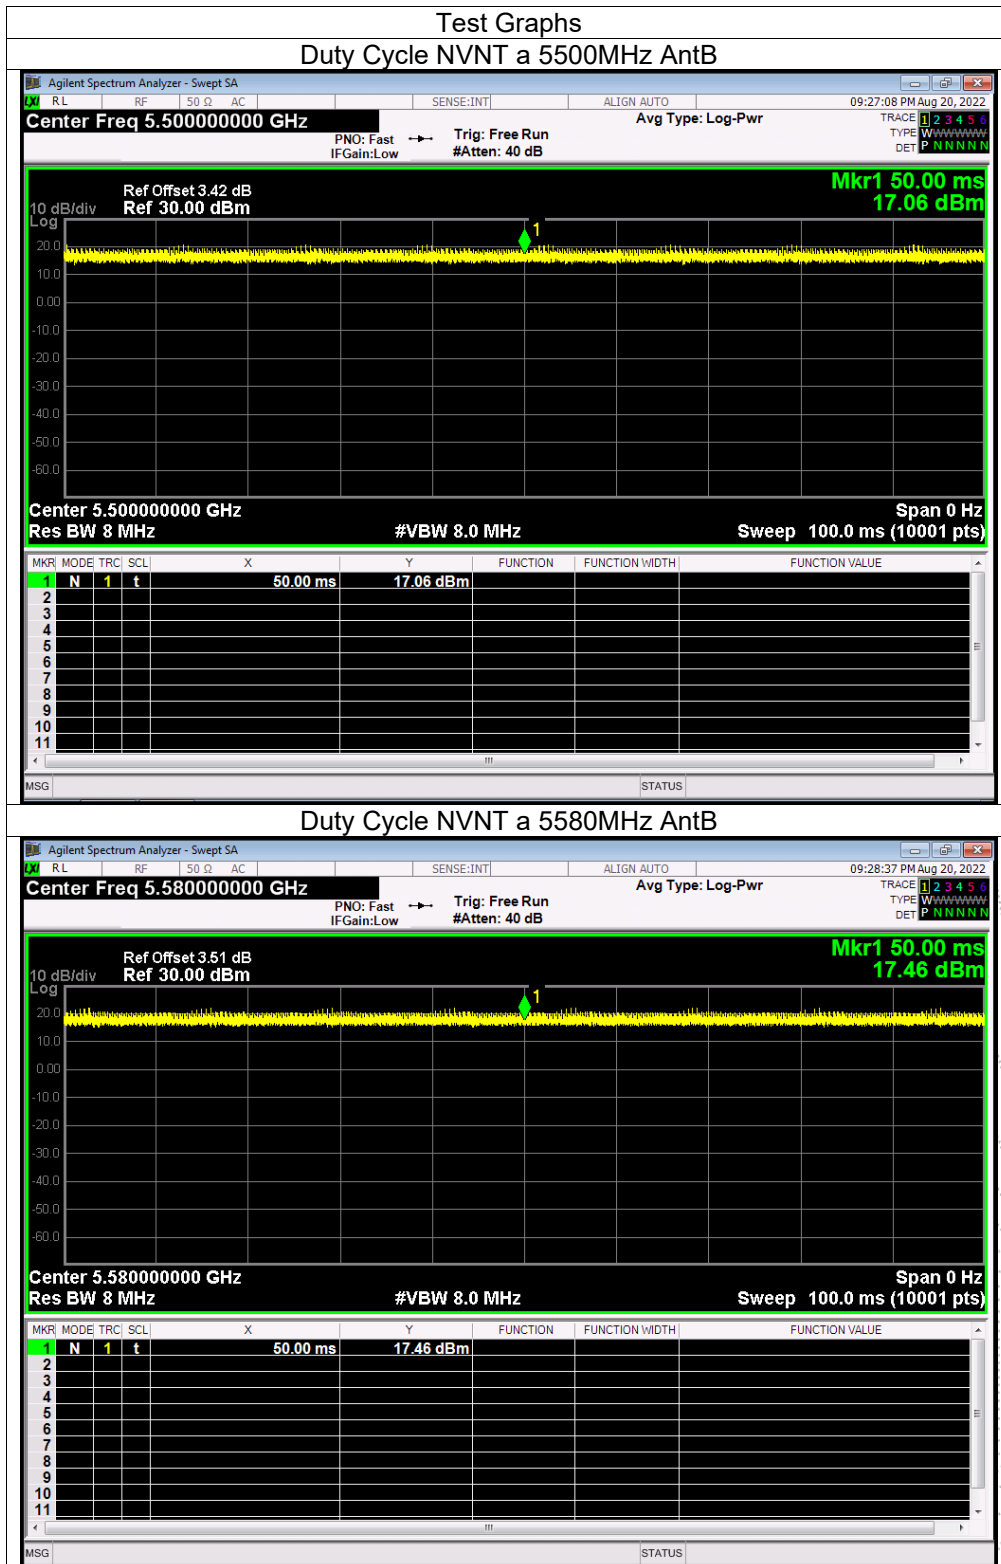 Test Graphs
Duty Cycle NVNT a 5500MHz AntB
Agilent Spectrum Analyzer - Swept SA
LXI RL RF 50 Ω AC SENSE:INT ALIGN AUTO 09:27:08 PM Aug 20, 2022
Center Freq 5.500000000 GHz Avg Type: Log-Pwr TRACE 1 2 3 4 5 6
PNO: Fast Trig: Free Run TYPE WWWWWW
IFGain:Low #Atten: 40 dB DET P N N N N N
Mkr1 50.00 ms
Ref Offset 3.42 dB
10 dB/div Ref 30.00 dBm 17.06 dBm
Log
1
20.0
10.0
0.00
-10.0
-20.0
-30.0
-40.0
-50.0
-60.0
Center 5.500000000 GHz Span 0 Hz
Res BW 8 MHz #VBW 8.0 MHz Sweep 100.0 ms (10001 pts)
MKR MODE TRC SCL X Y FUNCTION FUNCTION WIDTH FUNCTION VALUE
1 N 1 t 50.00 ms 17.06 dBm
2
3
4
5
6
7
8
9
10
11
MSG STATUS
Duty Cycle NVNT a 5580MHz AntB
Agilent Spectrum Analyzer - Swept SA
LXI RL RF 50 Ω AC SENSE:INT ALIGN AUTO 09:28:37 PM Aug 20, 2022
Center Freq 5.580000000 GHz Avg Type: Log-Pwr TRACE 1 2 3 4 5 6
PNO: Fast Trig: Free Run TYPE WWWWWW
IFGain:Low #Atten: 40 dB DET P N N N N N
Mkr1 50.00 ms
Ref Offset 3.51 dB
10 dB/div Ref 30.00 dBm 17.46 dBm
Log
1
20.0
10.0
0.00
-10.0
-20.0
-30.0
-40.0
-50.0
-60.0
Center 5.580000000 GHz Span 0 Hz
Res BW 8 MHz #VBW 8.0 MHz Sweep 100.0 ms (10001 pts)
MKR MODE TRC SCL X Y FUNCTION FUNCTION WIDTH FUNCTION VALUE
1 N 1 t 50.00 ms 17.46 dBm
2
3
4
5
6
7
8
9
10
11
MSG STATUS